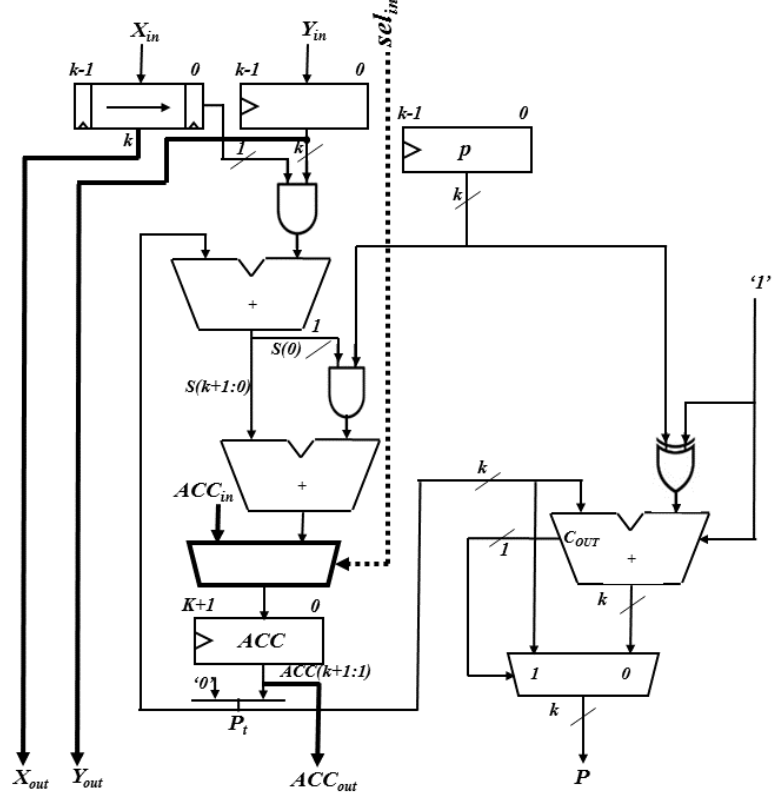 X_in
Y_in
sel_in
k-1 0
k-1 0
k
1
k
k-1 0
p
k
'1'
+
1
S(0)
S(k+1:0)
+
k
ACC_in
C_OUT
1
+
k
K+1 0
ACC
ACC(k+1:1)
'0'
P_t
1 0
k
X_out
Y_out
ACC_out
P